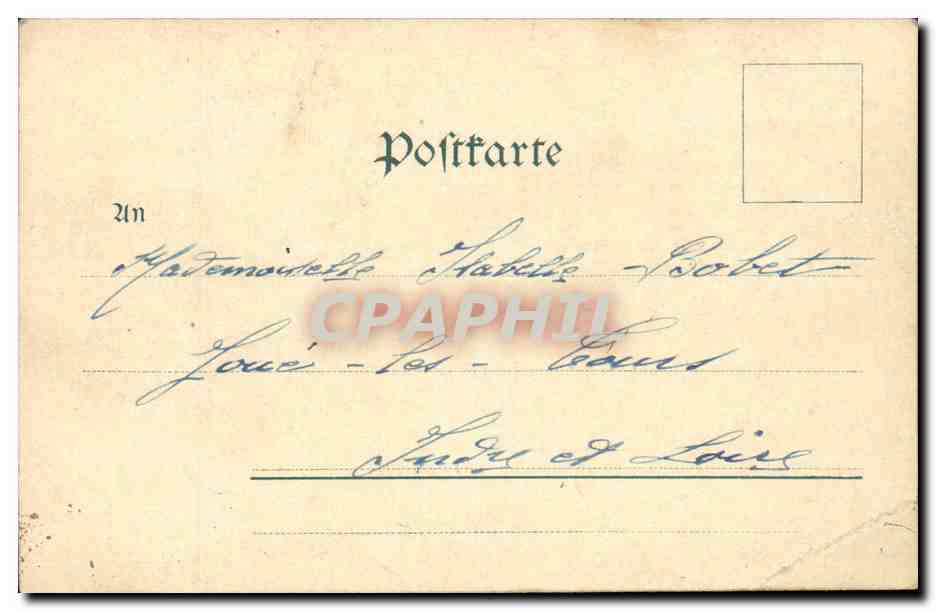 Poſtkarte
An
Mademoiselle Isabelle Bobet
CPAPHIL
Joué-les-Tours
Indre et Loire